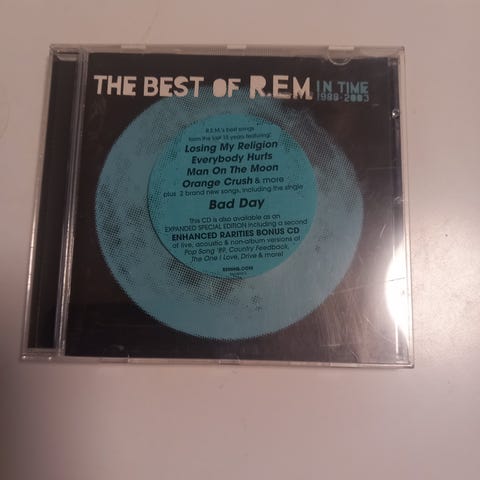 THE BEST OF R.E.M. IN TIME
1988-2003
R.E.M.'s best songs
from the last 15 years featuring:
Losing My Religion
Everybody Hurts
Man On The Moon
Orange Crush & more
plus 2 brand new songs, including the single
Bad Day
This CD is also available as an
EXPANDED SPECIAL EDITION including a second
ENHANCED RARITIES BONUS CD
of live, acoustic & non-album versions of
Pop Song '89, Country Feedback,
The One I Love, Drive & more!
REMHQ.COM